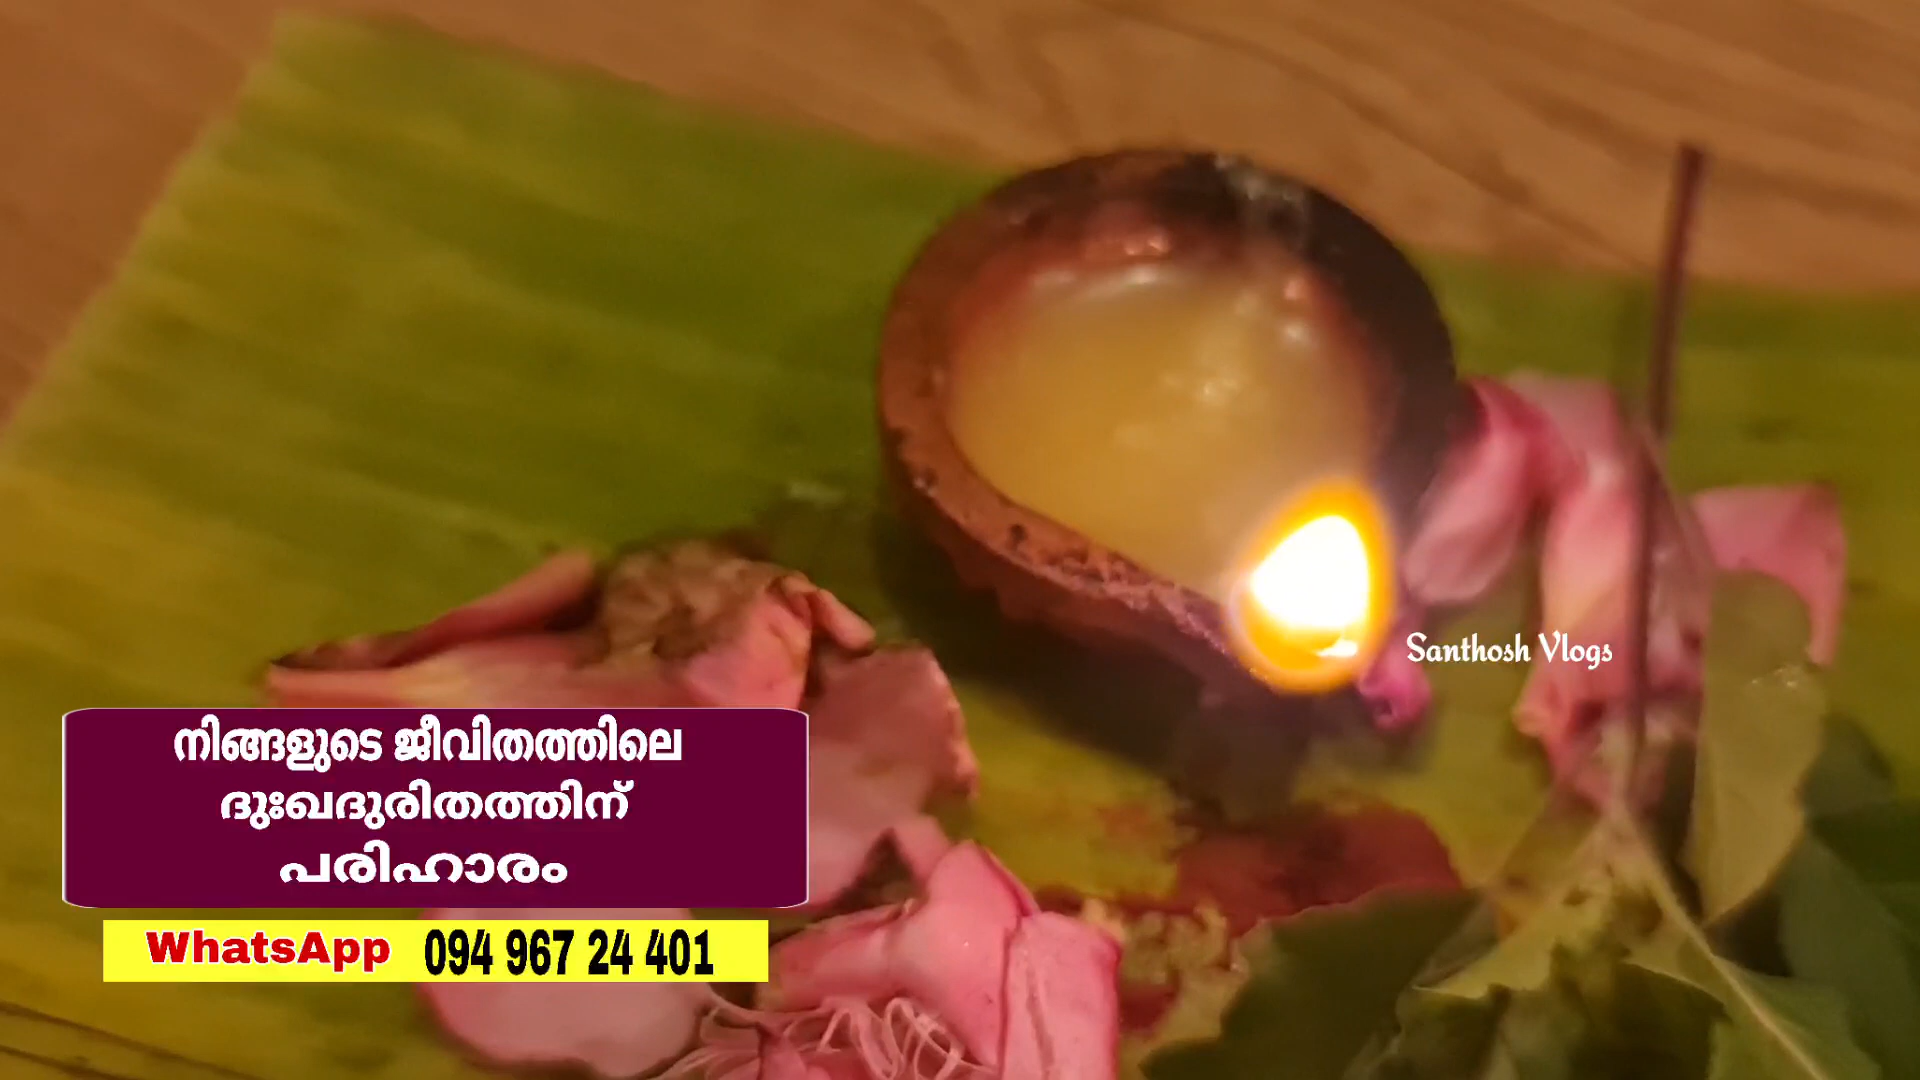 Santhosh Vlogs
നിങ്ങളുടെ ജീവിതത്തിലെ
ദുഃഖദുരിതത്തിന്
പരിഹാരം
WhatsApp 094 967 24 401